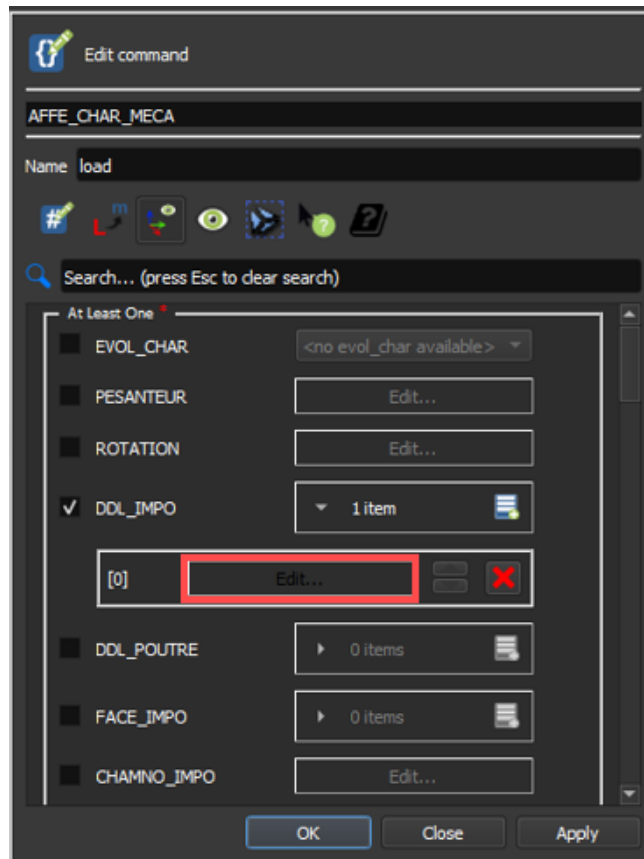 Edit command
AFFE_CHAR_MECA
Name load
Search... (press Esc to clear search)
At Least One *
EVOL_CHAR <no evol_char available>
PESANTEUR Edit...
ROTATION Edit...
DDL_IMPO 1 item
[0] Edit...
DDL_POUTRE 0 items
FACE_IMPO 0 items
CHAMNO_IMPO Edit...
OK Close Apply